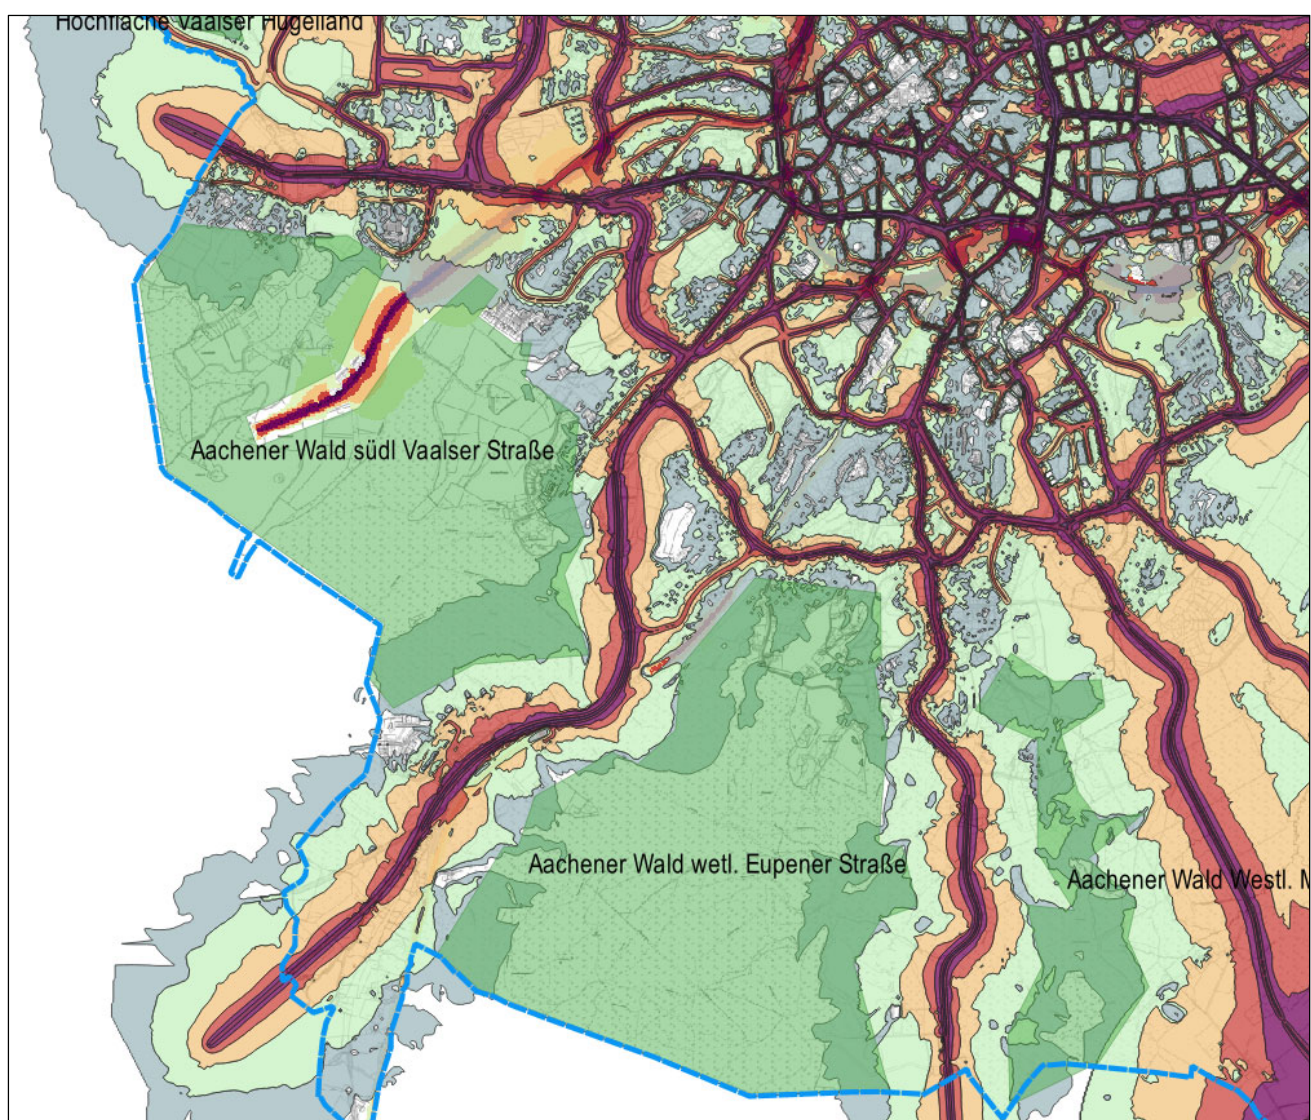 Hochfläche Vaalser Hügelland
Aachener Wald südl Vaalser Straße
Aachener Wald wetl. Eupener Straße
Aachener Wald Westl. M